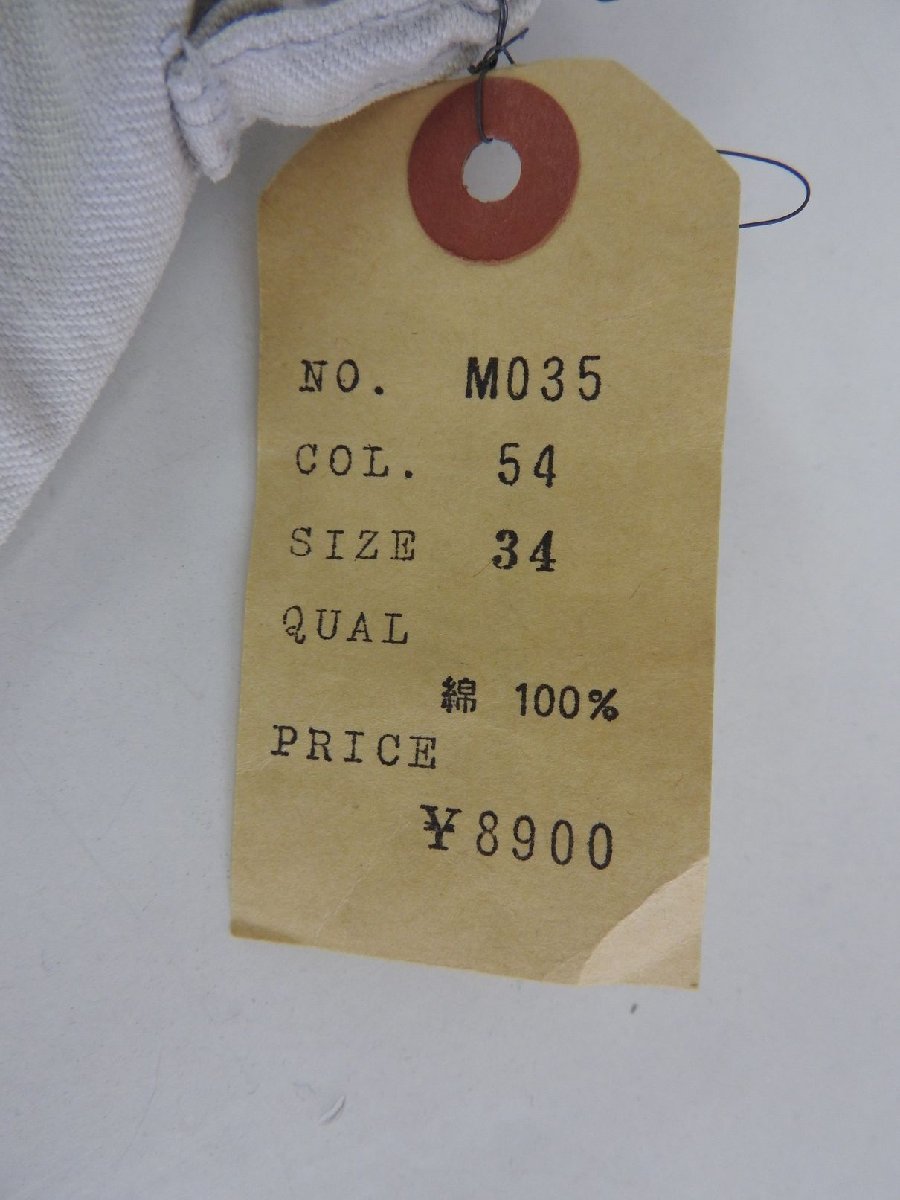 NO. M035
COL. 54
SIZE 34
QUAL
綿 100%
PRICE
¥8900